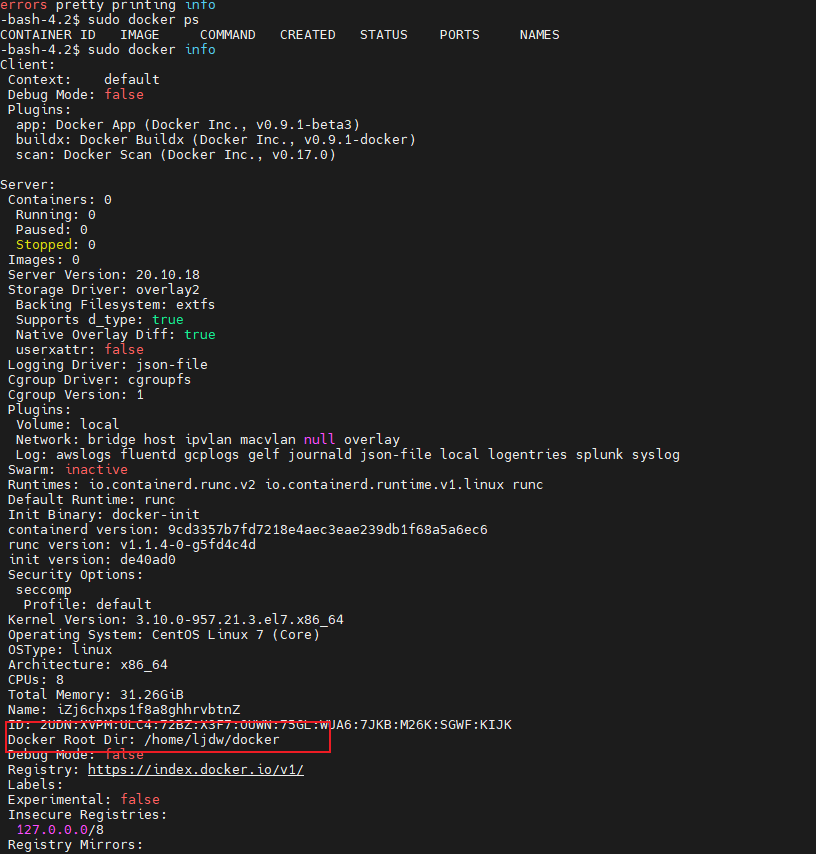 errors pretty printing info
-bash-4.2$ sudo docker ps
CONTAINER ID   IMAGE     COMMAND   CREATED   STATUS    PORTS     NAMES
-bash-4.2$ sudo docker info
Client:
 Context:    default
 Debug Mode: false
 Plugins:
  app: Docker App (Docker Inc., v0.9.1-beta3)
  buildx: Docker Buildx (Docker Inc., v0.9.1-docker)
  scan: Docker Scan (Docker Inc., v0.17.0)

Server:
 Containers: 0
  Running: 0
  Paused: 0
  Stopped: 0
 Images: 0
 Server Version: 20.10.18
 Storage Driver: overlay2
  Backing Filesystem: extfs
  Supports d_type: true
  Native Overlay Diff: true
  userxattr: false
 Logging Driver: json-file
 Cgroup Driver: cgroupfs
 Cgroup Version: 1
 Plugins:
  Volume: local
  Network: bridge host ipvlan macvlan null overlay
  Log: awslogs fluentd gcplogs gelf journald json-file local logentries splunk syslog
 Swarm: inactive
 Runtimes: io.containerd.runc.v2 io.containerd.runtime.v1.linux runc
 Default Runtime: runc
 Init Binary: docker-init
 containerd version: 9cd3357b7fd7218e4aec3eae239db1f68a5a6ec6
 runc version: v1.1.4-0-g5fd4c4d
 init version: de40ad0
 Security Options:
  seccomp
   Profile: default
 Kernel Version: 3.10.0-957.21.3.el7.x86_64
 Operating System: CentOS Linux 7 (Core)
 OSType: linux
 Architecture: x86_64
 CPUs: 8
 Total Memory: 31.26GiB
 Name: iZj6chxps1f8a8ghhrvbtnZ
 ID: 2UDN:XVPM:ULC4:72BZ:X3F7:OUWN:75GL:WUA6:7JKB:M26K:SGWF:KIJK
 Docker Root Dir: /home/ljdw/docker
 Debug Mode: false
 Registry: https://index.docker.io/v1/
 Labels:
 Experimental: false
 Insecure Registries:
  127.0.0.0/8
 Registry Mirrors: